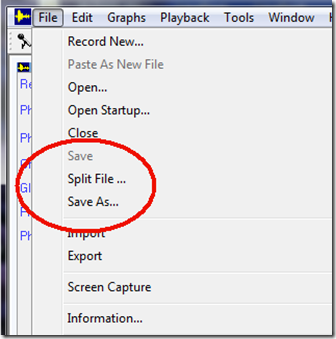 File Edit Graphs Playback Tools Window
Record New...
Paste As New File
Open...
Open Startup...
Close
Save
Split File ...
Save As...
Import
Export
Screen Capture
Information...